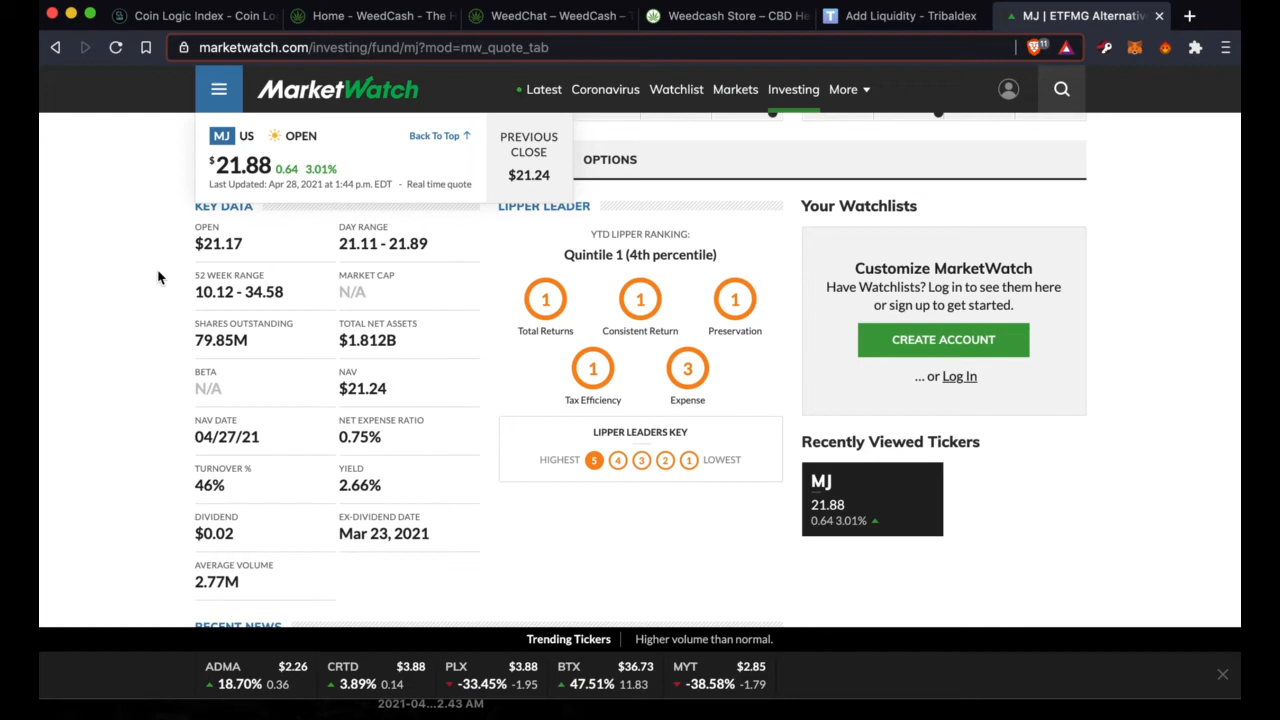 Coin Logic Index - Coin Lo
Home - WeedCash - The H
WeedChat – WeedCash – T
Weedcash Store – CBD He
Add Liquidity - Tribaldex
MJ | ETFMG Alternativ
marketwatch.com/investing/fund/mj?mod=mw_quote_tab
11
MarketWatch
Latest Coronavirus Watchlist Markets Investing More
MJ US OPEN
Back To Top
$21.88 0.64 3.01%
Last Updated: Apr 28, 2021 at 1:44 p.m. EDT - Real time quote
PREVIOUS
CLOSE
$21.24
OPTIONS
KEY DATA
OPEN
$21.17
DAY RANGE
21.11 - 21.89
52 WEEK RANGE
10.12 - 34.58
MARKET CAP
N/A
SHARES OUTSTANDING
79.85M
TOTAL NET ASSETS
$1.812B
BETA
N/A
NAV
$21.24
NAV DATE
04/27/21
NET EXPENSE RATIO
0.75%
TURNOVER %
46%
YIELD
2.66%
DIVIDEND
$0.02
EX-DIVIDEND DATE
Mar 23, 2021
AVERAGE VOLUME
2.77M
RECENT NEWS
LIPPER LEADER
YTD LIPPER RANKING:
Quintile 1 (4th percentile)
1
Total Returns
1
Consistent Return
1
Preservation
1
Tax Efficiency
3
Expense
LIPPER LEADERS KEY
HIGHEST 5 4 3 2 1 LOWEST
Your Watchlists
Customize MarketWatch
Have Watchlists? Log in to see them here
or sign up to get started.
CREATE ACCOUNT
... or Log In
Recently Viewed Tickers
MJ
21.88
0.64 3.01%
Trending Tickers | Higher volume than normal.
ADMA $2.26
18.70% 0.36
CRTD $3.88
3.89% 0.14
PLX $3.88
-33.45% -1.95
BTX $36.73
47.51% 11.83
MYT $2.85
-38.58% -1.79
2021-04...2.43 AM